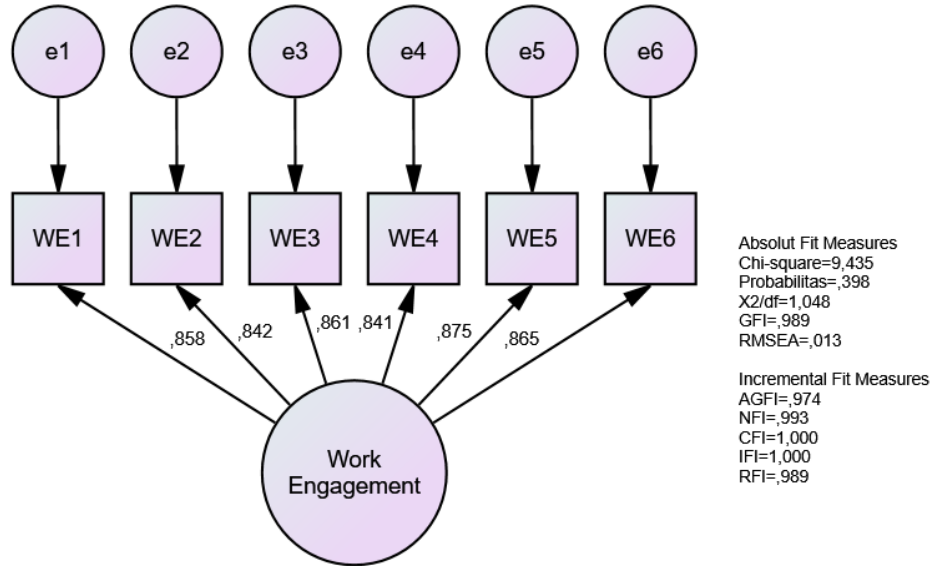 e1 e2 e3 e4 e5 e6
WE1 WE2 WE3 WE4 WE5 WE6
,858 ,842 ,861 ,841 ,875 ,865
Work
Engagement
Absolut Fit Measures
Chi-square=9,435
Probabilitas=,398
X2/df=1,048
GFI=,989
RMSEA=,013
Incremental Fit Measures
AGFI=,974
NFI=,993
CFI=1,000
IFI=1,000
RFI=,989